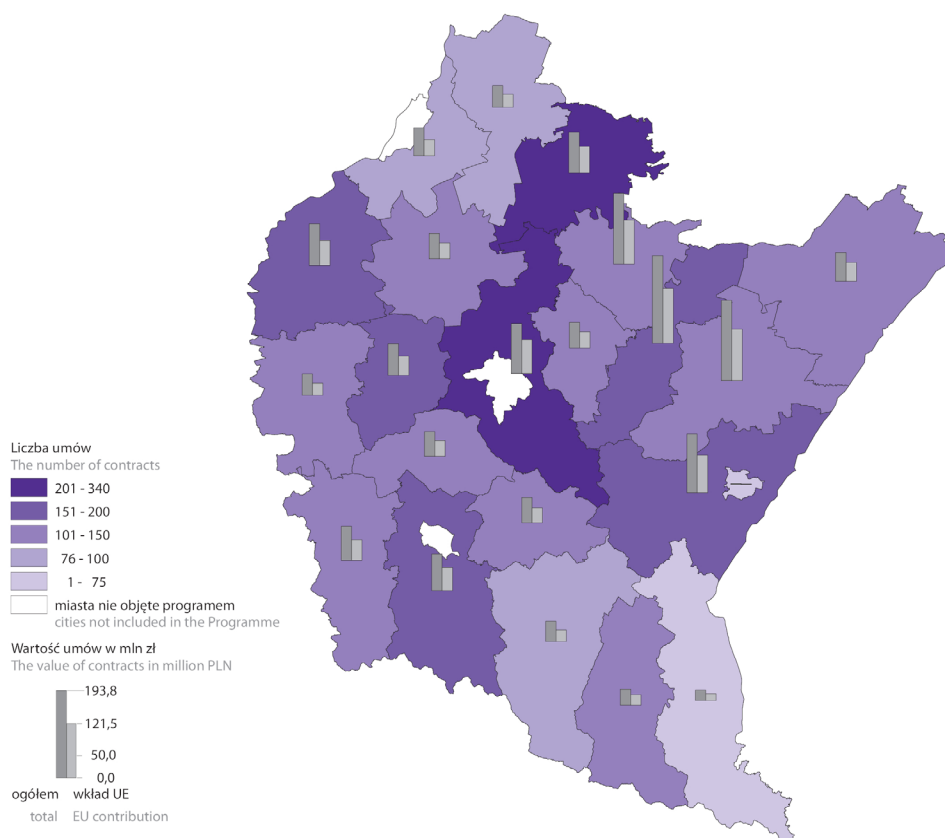 Liczba umów
The number of contracts
201 - 340
151 - 200
101 - 150
76 - 100
1 - 75
miasta nie objęte programem
cities not included in the Programme
Wartość umów w mln zł
The value of contracts in million PLN
193,8
121,5
50,0
0,0
ogółem wkład UE
total EU contribution